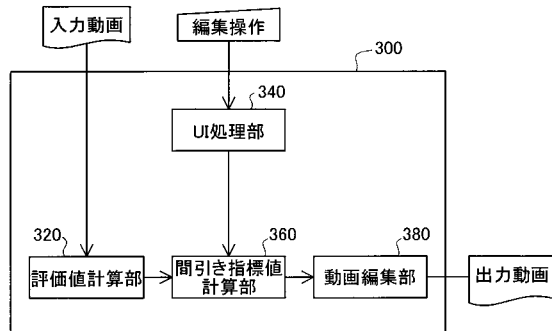 入力動画
編集操作
300
340
UI処理部
320
360
380
評価値計算部
間引き指標値
計算部
動画編集部
出力動画